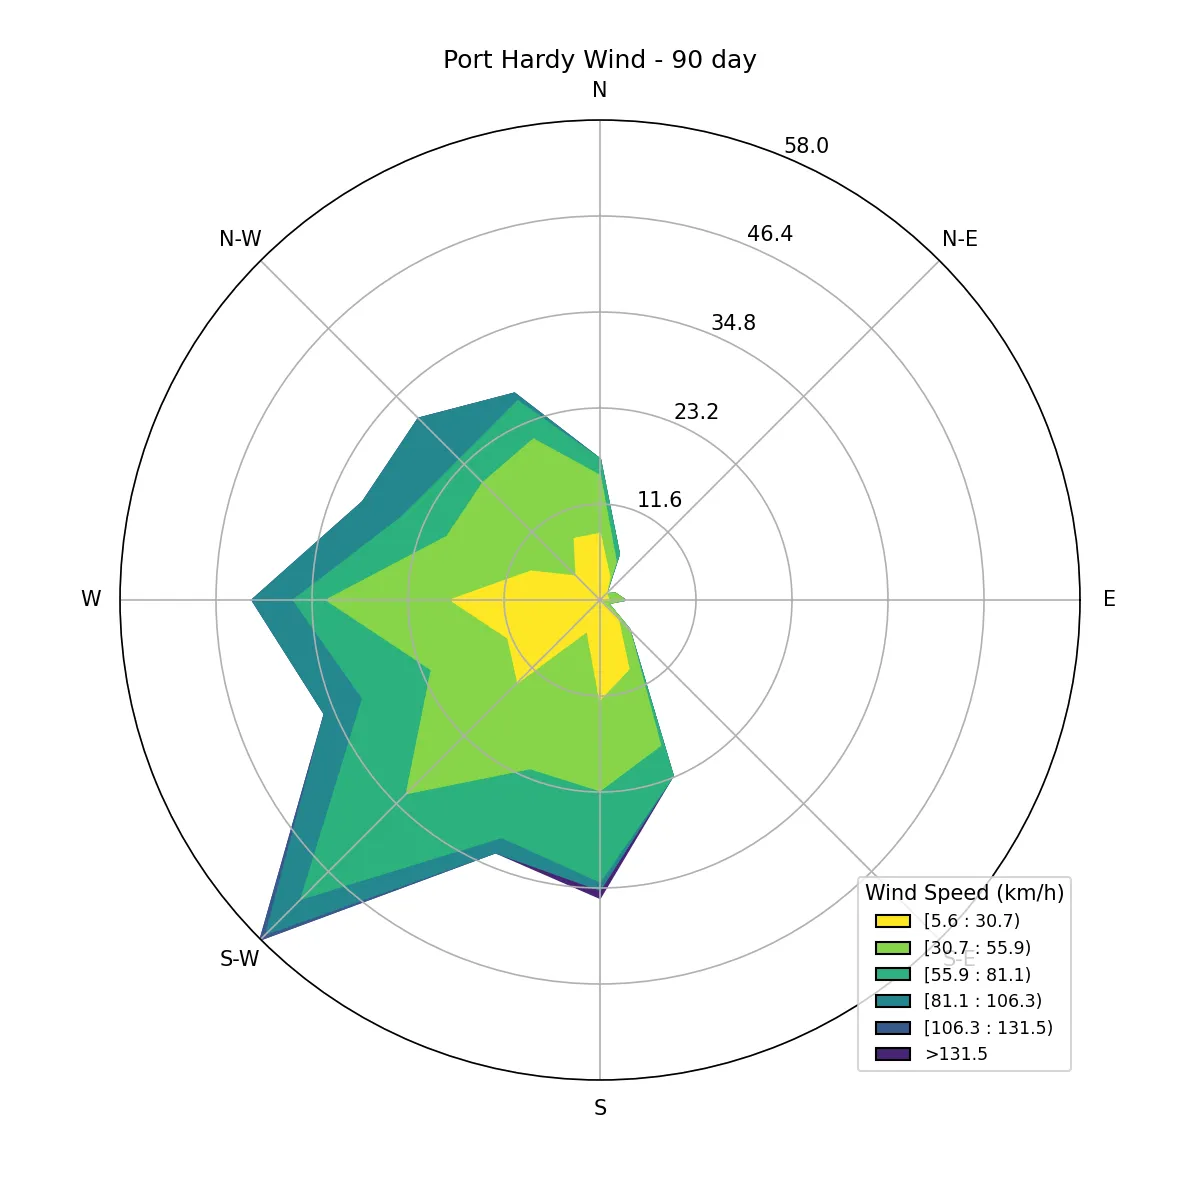 Port Hardy Wind - 90 day
N
58.0
46.4
N-W
N-E
34.8
23.2
11.6
W
E
S-W
S-E
Wind Speed (km/h)
[5.6 : 30.7)
[30.7 : 55.9)
[55.9 : 81.1)
[81.1 : 106.3)
[106.3 : 131.5)
>131.5
S